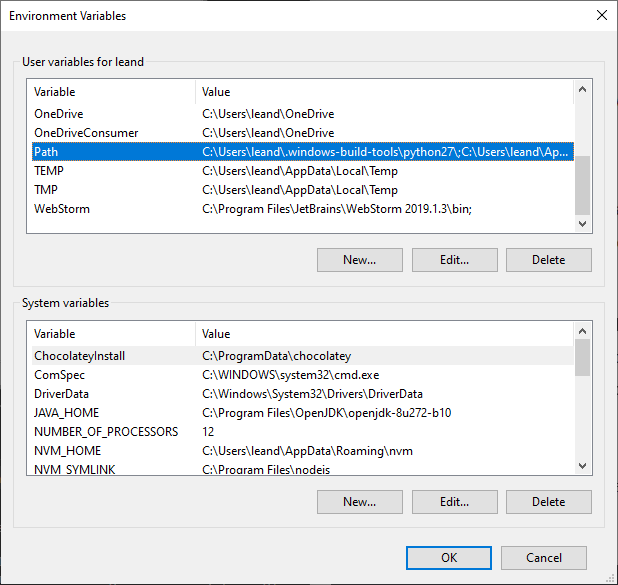 Environment Variables
User variables for leand
Variable Value
OneDrive C:\Users\leand\OneDrive
OneDriveConsumer C:\Users\leand\OneDrive
Path C:\Users\leand\.windows-build-tools\python27\;C:\Users\leand\Ap...
TEMP C:\Users\leand\AppData\Local\Temp
TMP C:\Users\leand\AppData\Local\Temp
WebStorm C:\Program Files\JetBrains\WebStorm 2019.1.3\bin;
New... Edit... Delete
System variables
Variable Value
ChocolateyInstall C:\ProgramData\chocolatey
ComSpec C:\WINDOWS\system32\cmd.exe
DriverData C:\Windows\System32\Drivers\DriverData
JAVA_HOME C:\Program Files\OpenJDK\openjdk-8u272-b10
NUMBER_OF_PROCESSORS 12
NVM_HOME C:\Users\leand\AppData\Roaming\nvm
NVM_SYMLINK C:\Program Files\nodejs
New... Edit... Delete
OK Cancel